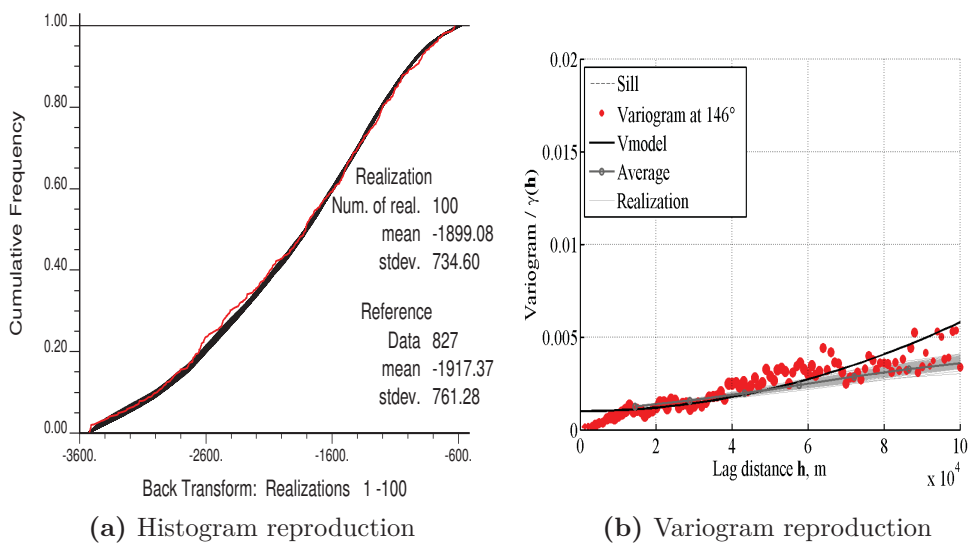 1.00
0.80
0.60
0.40
0.20
0.00
Cumulative Frequency
-3600.
-2600.
-1600.
-600.
Realization
Num. of real. 100
mean -1899.08
stdev. 734.60
Reference
Data 827
mean -1917.37
stdev. 761.28
Back Transform: Realizations 1 -100
(a) Histogram reproduction
0.02
0.015
0.01
0.005
0
Variogram / γ(h)
Sill
Variogram at 146°
Vmodel
Average
Realization
0
2
4
6
8
10
Lag distance h, m
x 10⁴
(b) Variogram reproduction